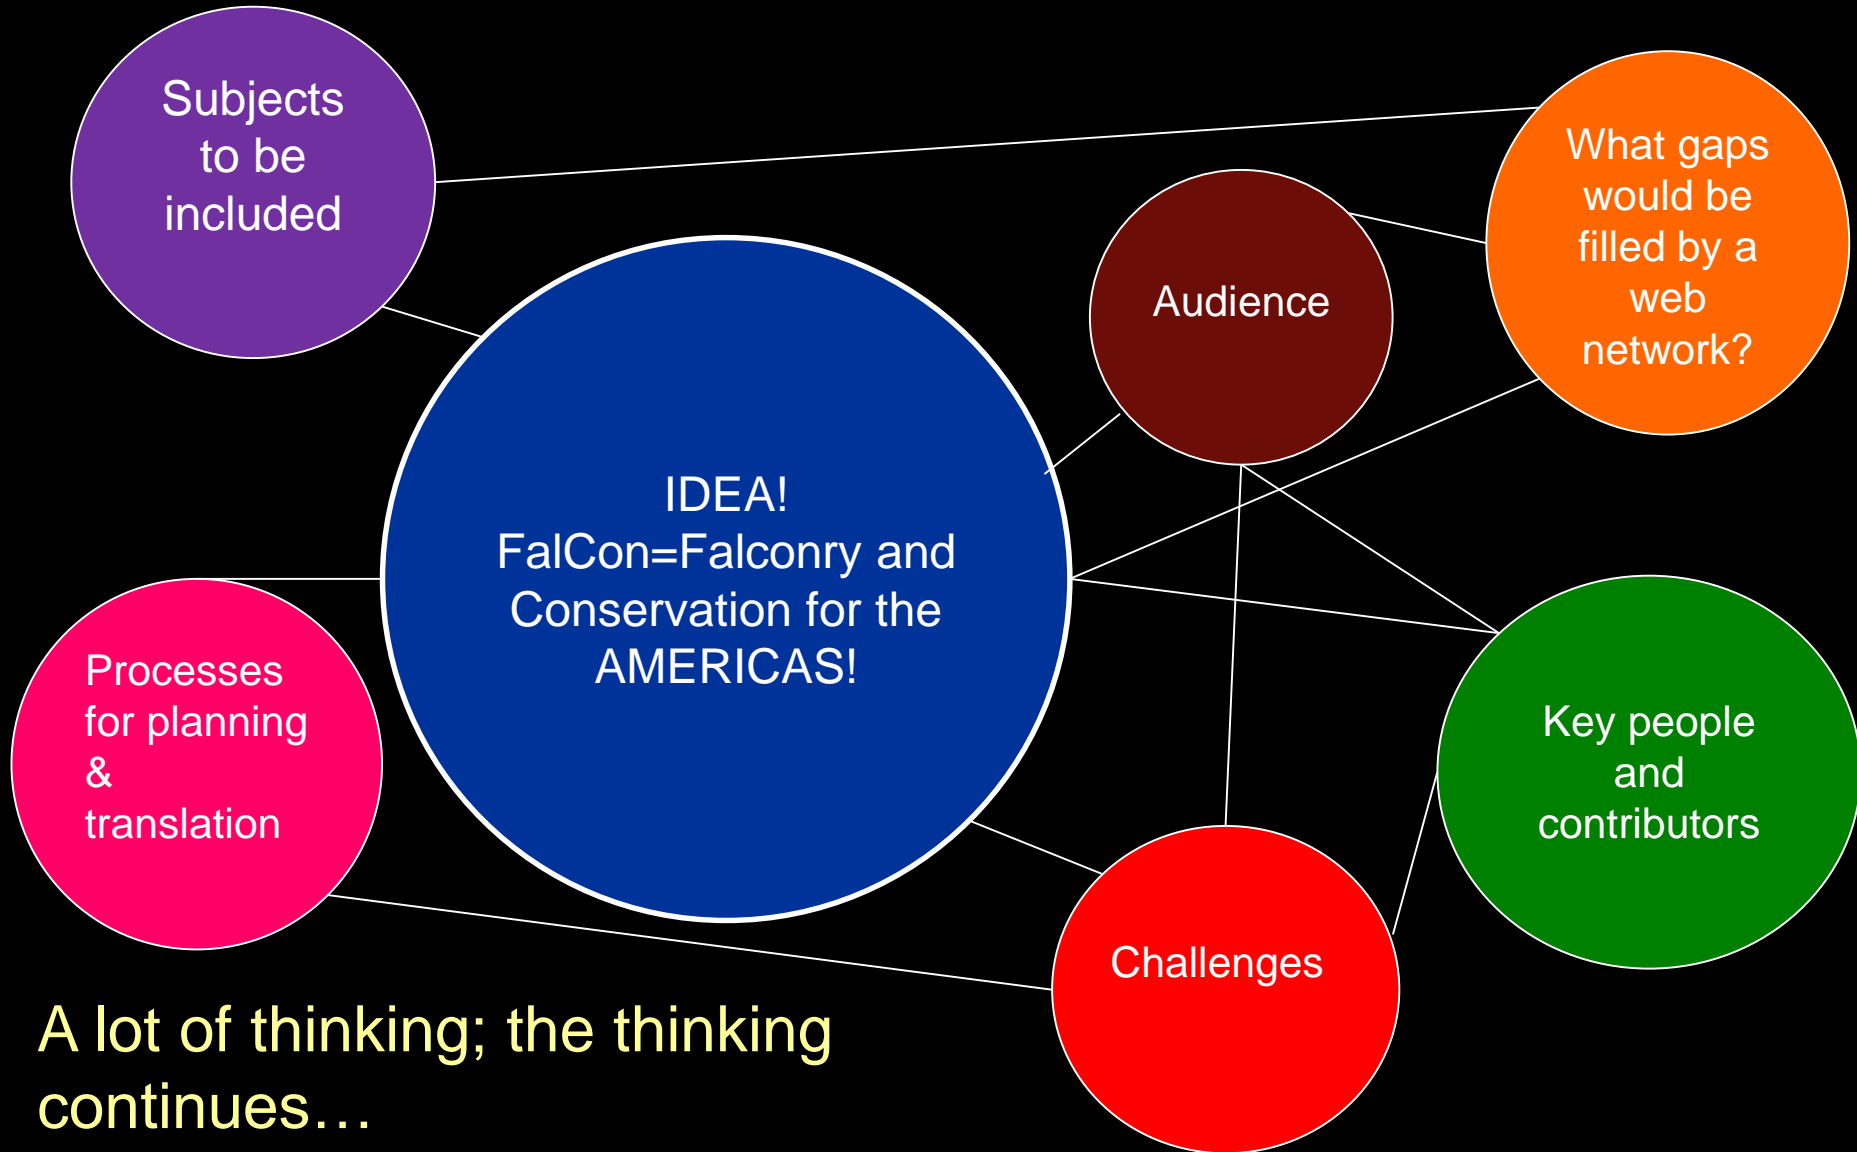 Subjects
to be
included
What gaps
would be
filled by a
web
network?
Audience
IDEA!
FalCon=Falconry and
Conservation for the
AMERICAS!
Processes
for planning
&
translation
Key people
and
contributors
Challenges
A lot of thinking; the thinking
continues…